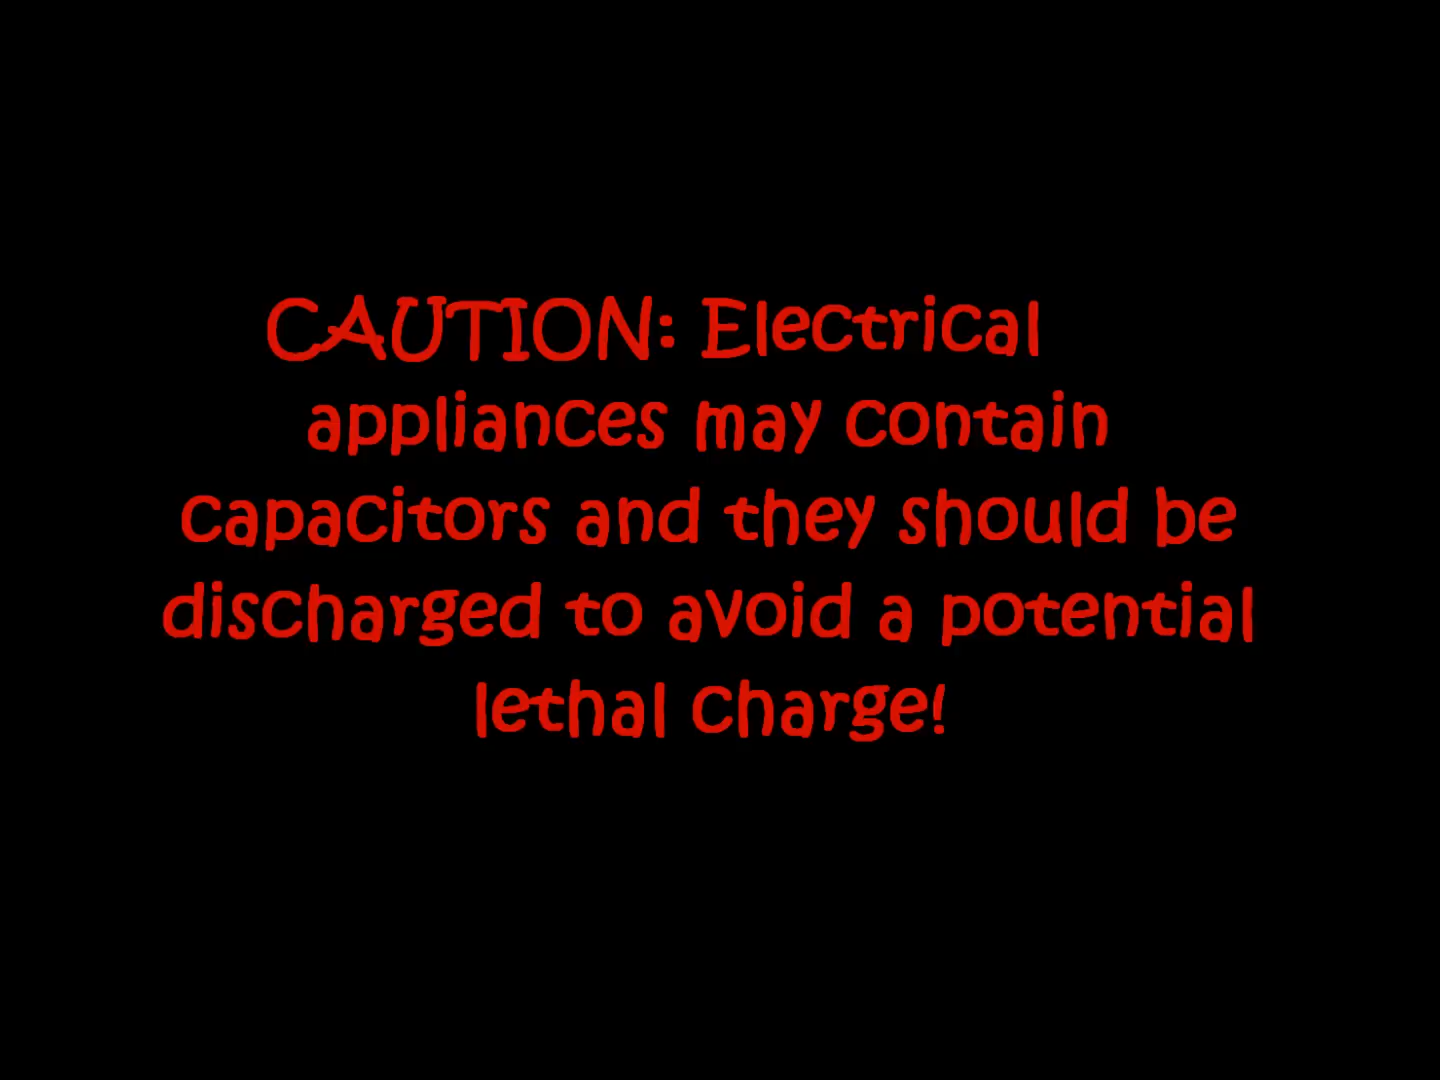 CAUTION: Electrical
appliances may contain
capacitors and they should be
discharged to avoid a potential
lethal charge!